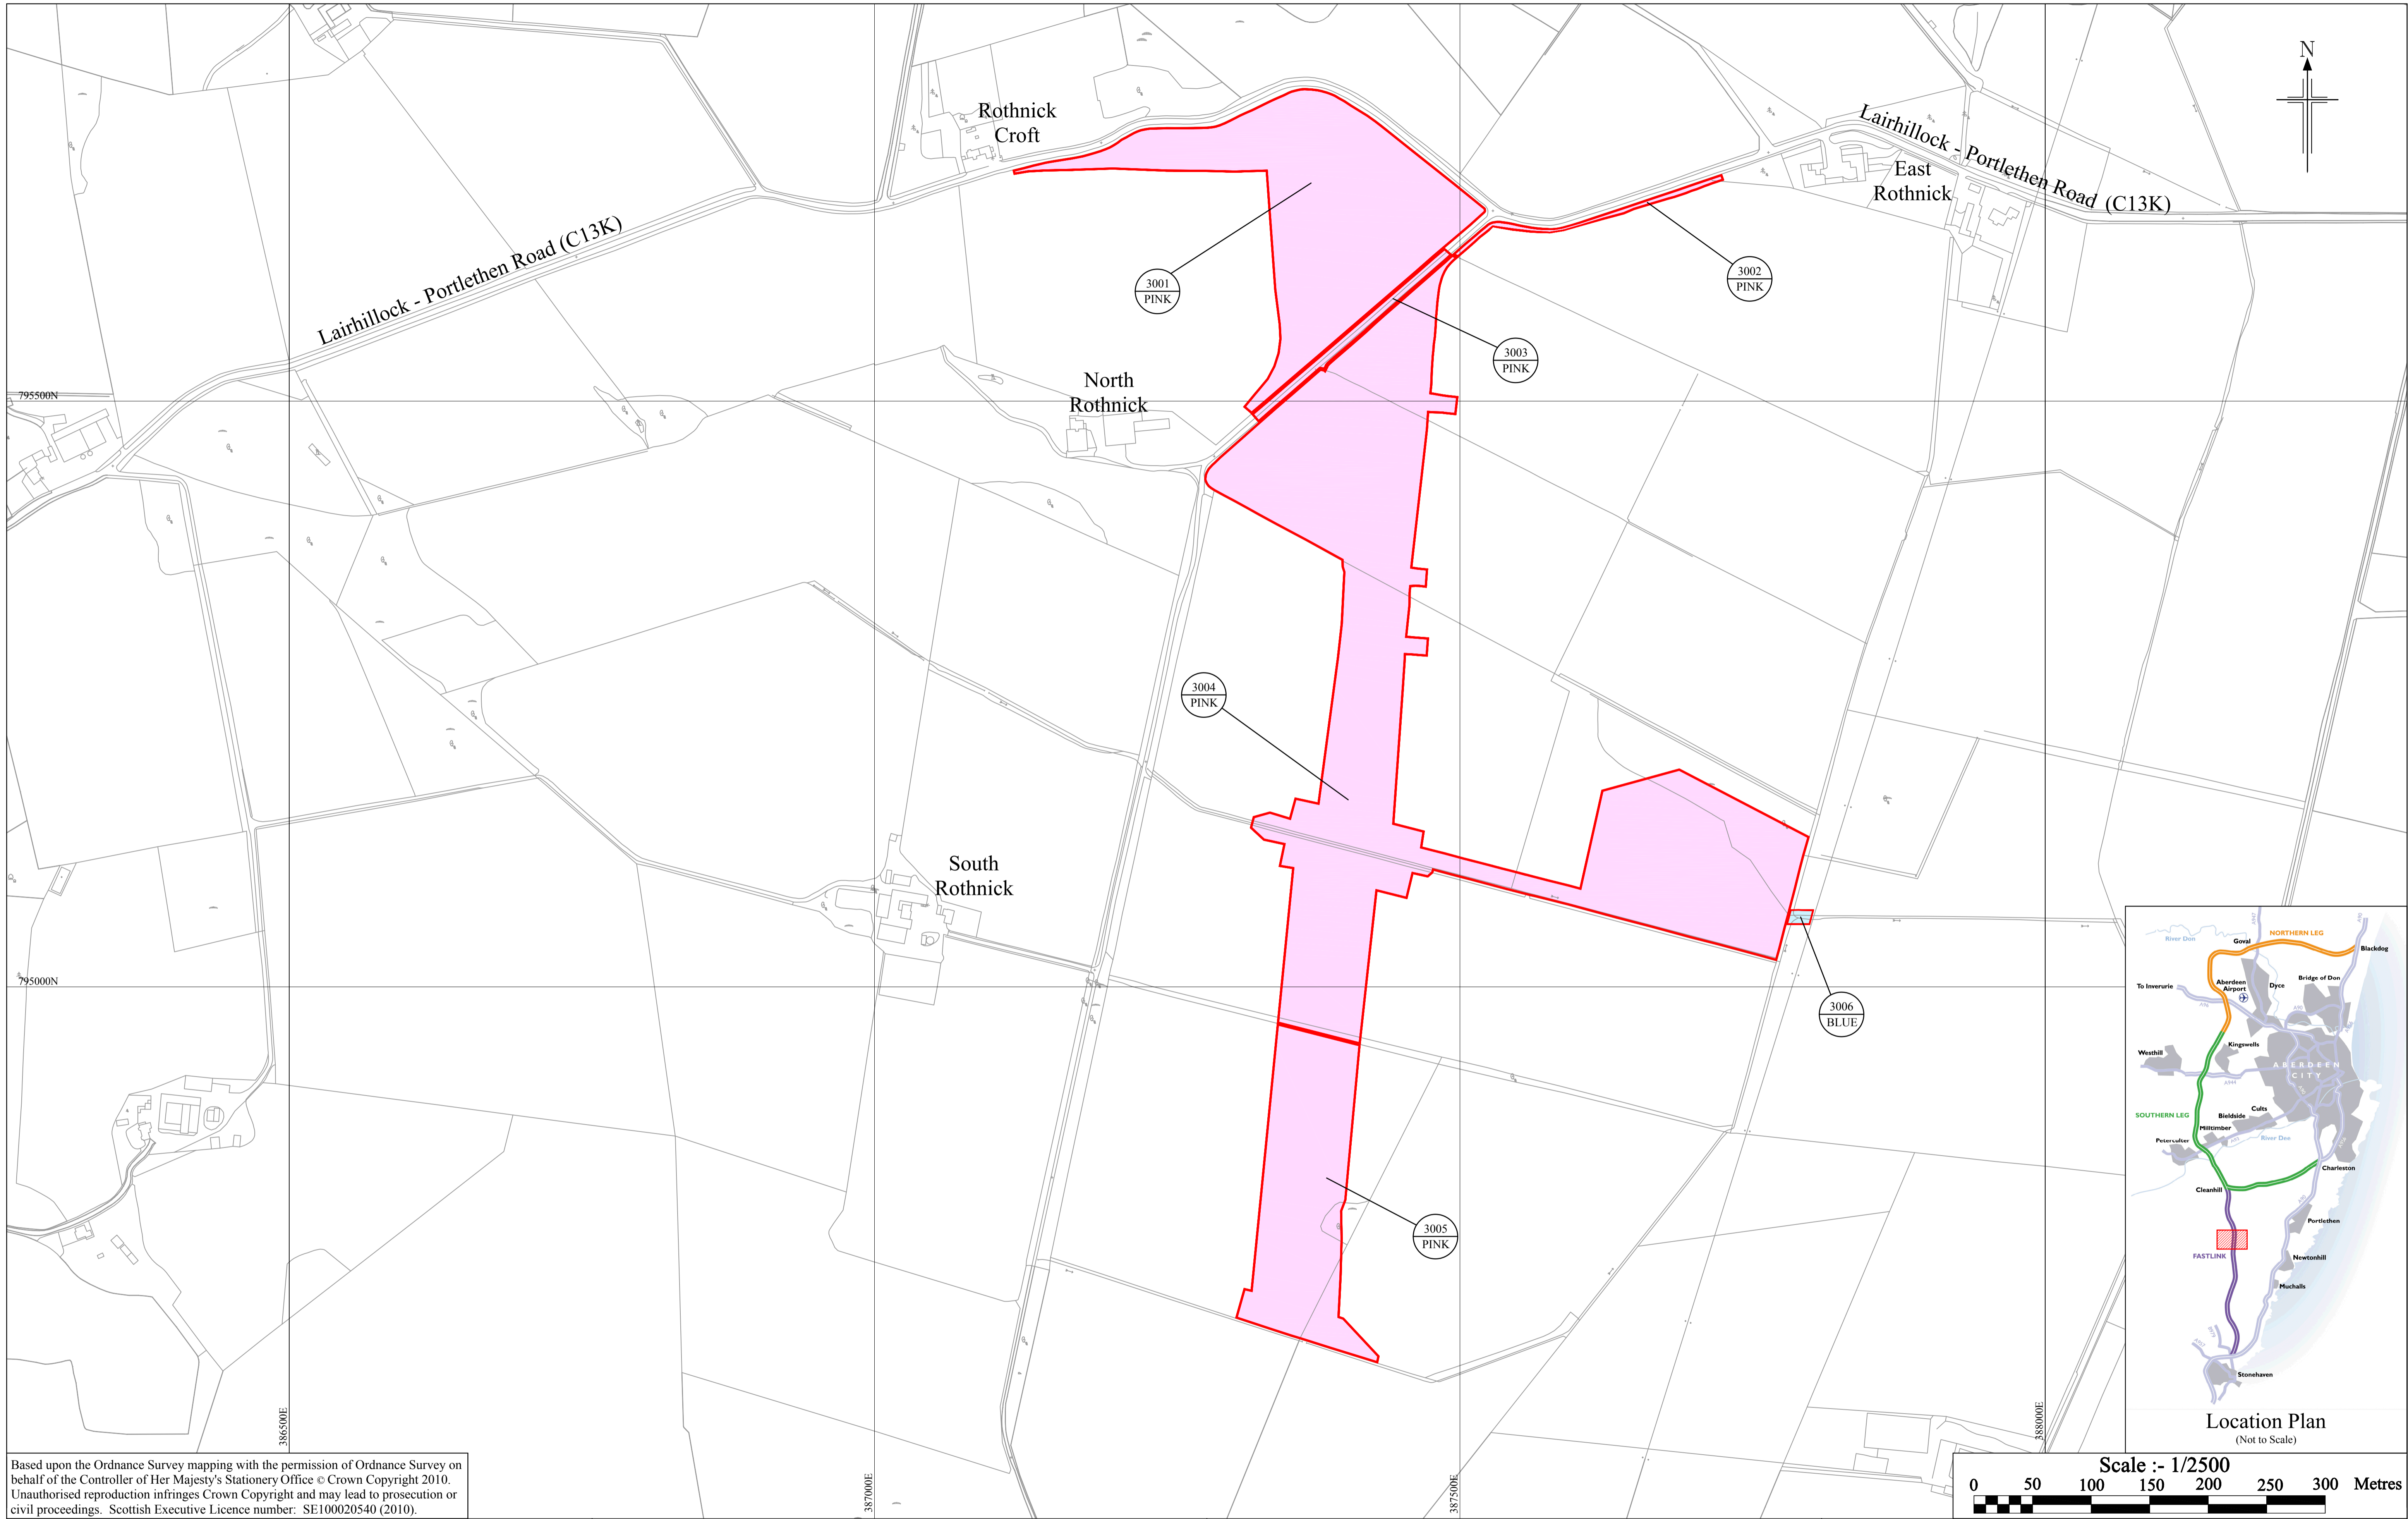 N
Rothnick
Croft
Lairhillock - Portlethen Road (C13K)
East
Rothnick
Lairhillock - Portlethen Road (C13K)
3001
PINK
3002
PINK
3003
PINK
795500N
North
Rothnick
3004
PINK
South
Rothnick
795000N
3006
BLUE
3005
PINK
386500E
387000E
387500E
388000E
River Don
Goval
NORTHERN LEG
Blackdog
To Inverurie
Aberdeen
Airport
Dyce
Bridge of Don
A96
Westhill
Kingswells
ABERDEEN
CITY
A944
SOUTHERN LEG
Bieldside
Cults
Milltimber
Peterculter
River Dee
Charleston
Cleanhill
A90
Portlethen
FASTLINK
Newtonhill
Muchalls
Stonehaven
Location Plan
(Not to Scale)
Based upon the Ordnance Survey mapping with the permission of Ordnance Survey on
behalf of the Controller of Her Majesty's Stationery Office © Crown Copyright 2010.
Unauthorised reproduction infringes Crown Copyright and may lead to prosecution or
civil proceedings. Scottish Executive Licence number: SE100020540 (2010).
Scale :- 1/2500
0 50 100 150 200 250 300 Metres